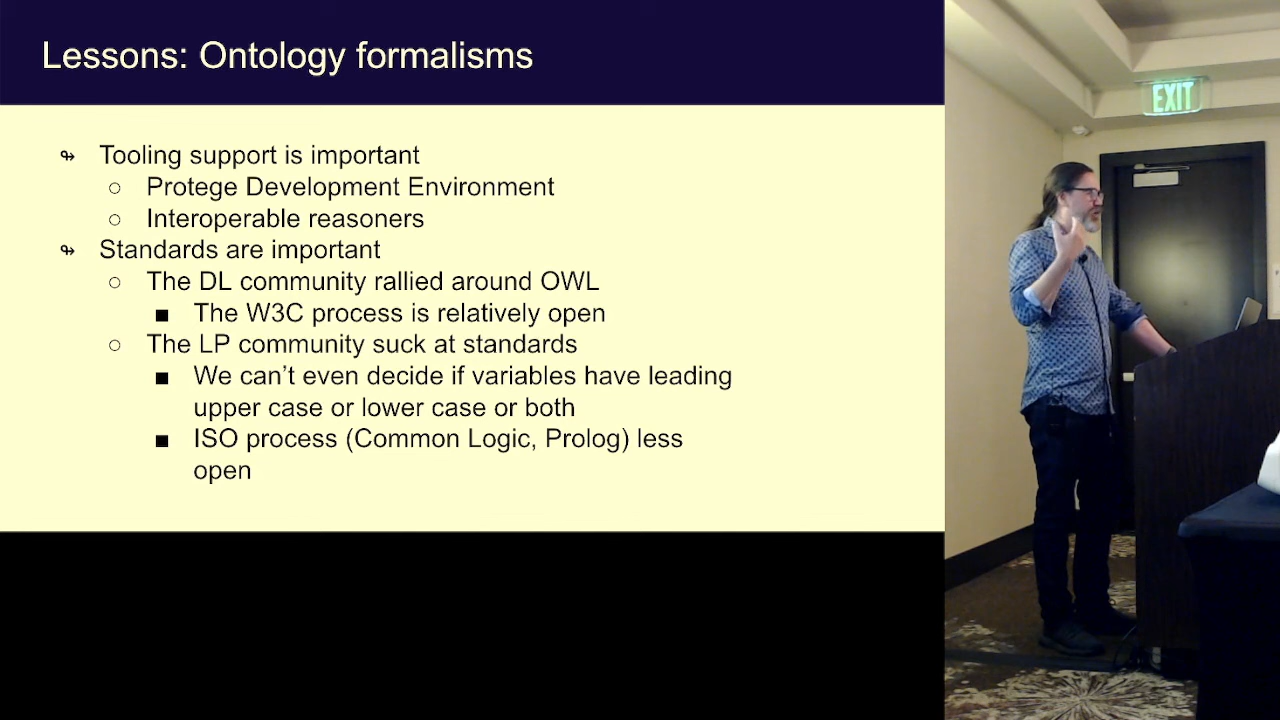 Lessons: Ontology formalisms
Tooling support is important
Protege Development Environment
Interoperable reasoners
Standards are important
The DL community rallied around OWL
The W3C process is relatively open
The LP community suck at standards
We can’t even decide if variables have leading
upper case or lower case or both
ISO process (Common Logic, Prolog) less
open
EXIT